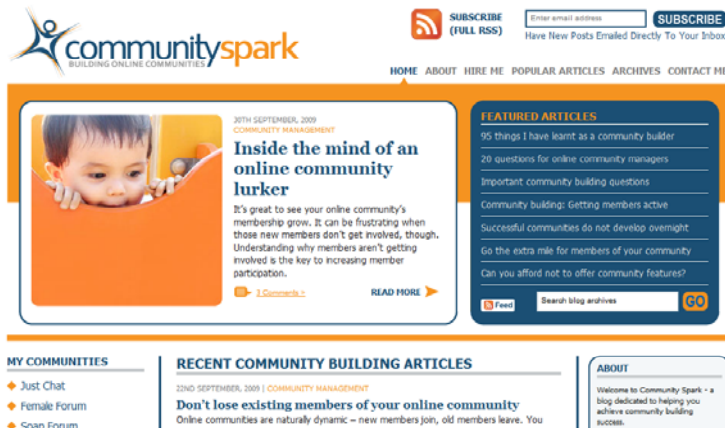 communityspark
BUILDING ONLINE COMMUNITIES
SUBSCRIBE
(FULL RSS)
Enter email address
SUBSCRIBE
Have New Posts Emailed Directly To Your Inbox
HOME ABOUT HIRE ME POPULAR ARTICLES ARCHIVES CONTACT ME
30TH SEPTEMBER, 2009
COMMUNITY MANAGEMENT
Inside the mind of an
online community
lurker
It's great to see your online community's
membership grow. It can be frustrating when
those new members don't get involved, though.
Understanding why members aren't getting
involved is the key to increasing member
participation.
3 Comments »
READ MORE
FEATURED ARTICLES
95 things I have learnt as a community builder
20 questions for online community managers
Important community building questions
Community building: Getting members active
Successful communities do not develop overnight
Go the extra mile for members of your community
Can you afford not to offer community features?
Feed
Search blog archives
GO
MY COMMUNITIES
Just Chat
Female Forum
Soap Forum
RECENT COMMUNITY BUILDING ARTICLES
22ND SEPTEMBER, 2009 | COMMUNITY MANAGEMENT
Don't lose existing members of your online community
Online communities are naturally dynamic – new members join, old members leave. You
ABOUT
Welcome to Community Spark - a
blog dedicated to helping you
achieve community building
success.